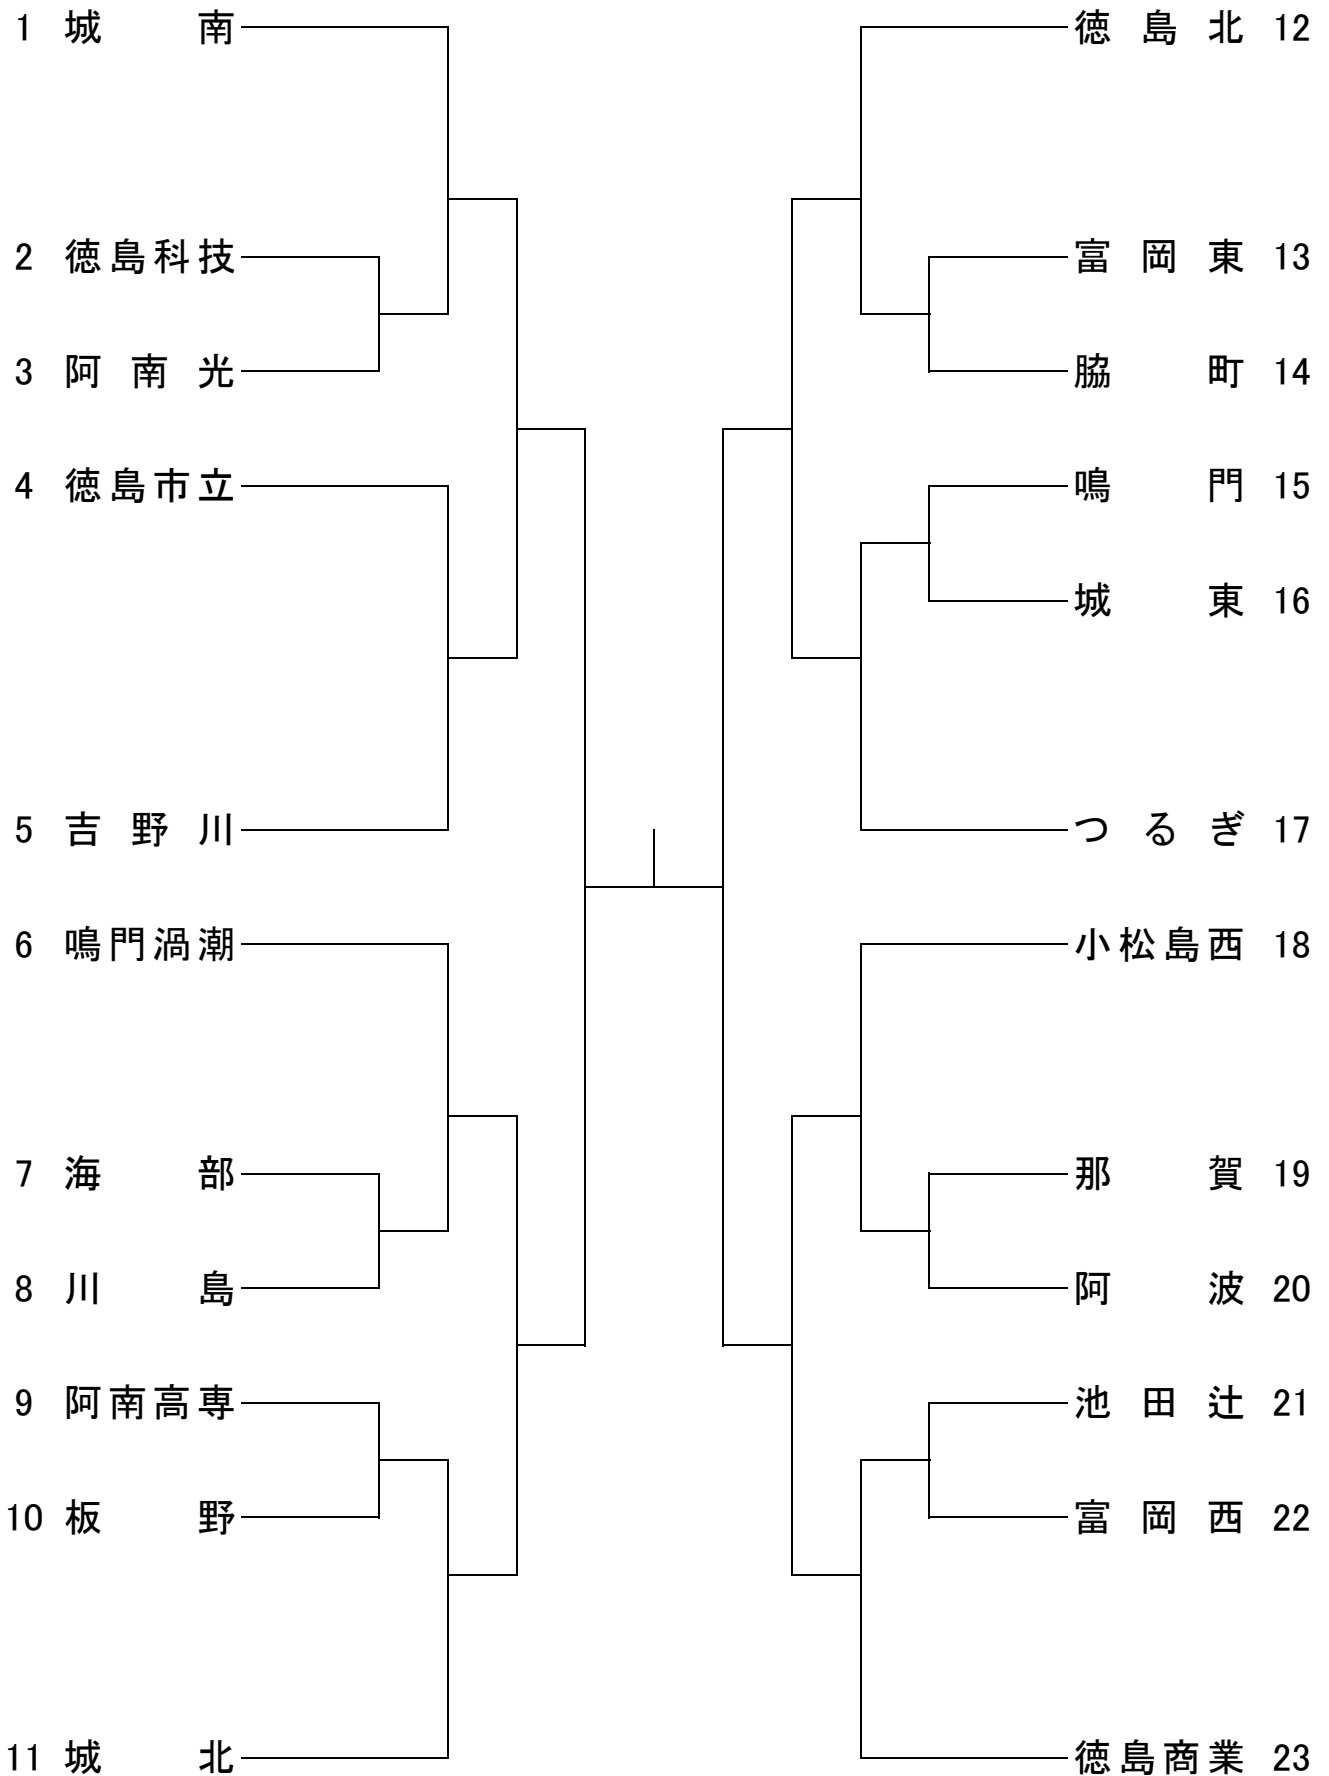 1 城南
2 徳島科技
3 阿南光
4 徳島市立
5 吉野川
6 鳴門渦潮
7 海部
8 川島
9 阿南高専
10 板野
11 城北
徳島北 12
富岡東 13
脇町 14
鳴門 15
城東 16
つるぎ 17
小松島西 18
那賀 19
阿波 20
池田辻 21
富岡西 22
徳島商業 23